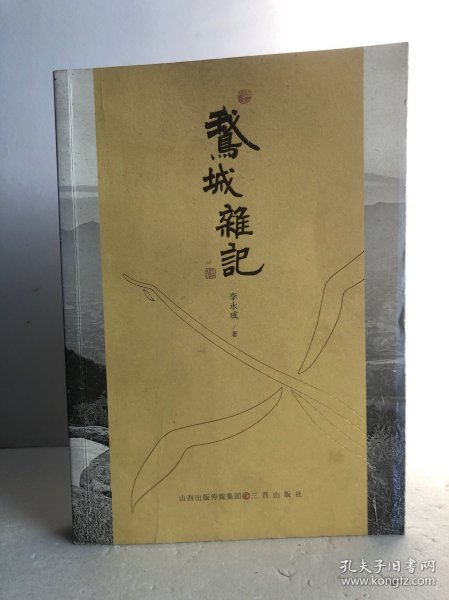 鵞城雜記
李永成/著
山西出版传媒集团 三晋出版社
孔夫子旧书网
www.kongfz.com